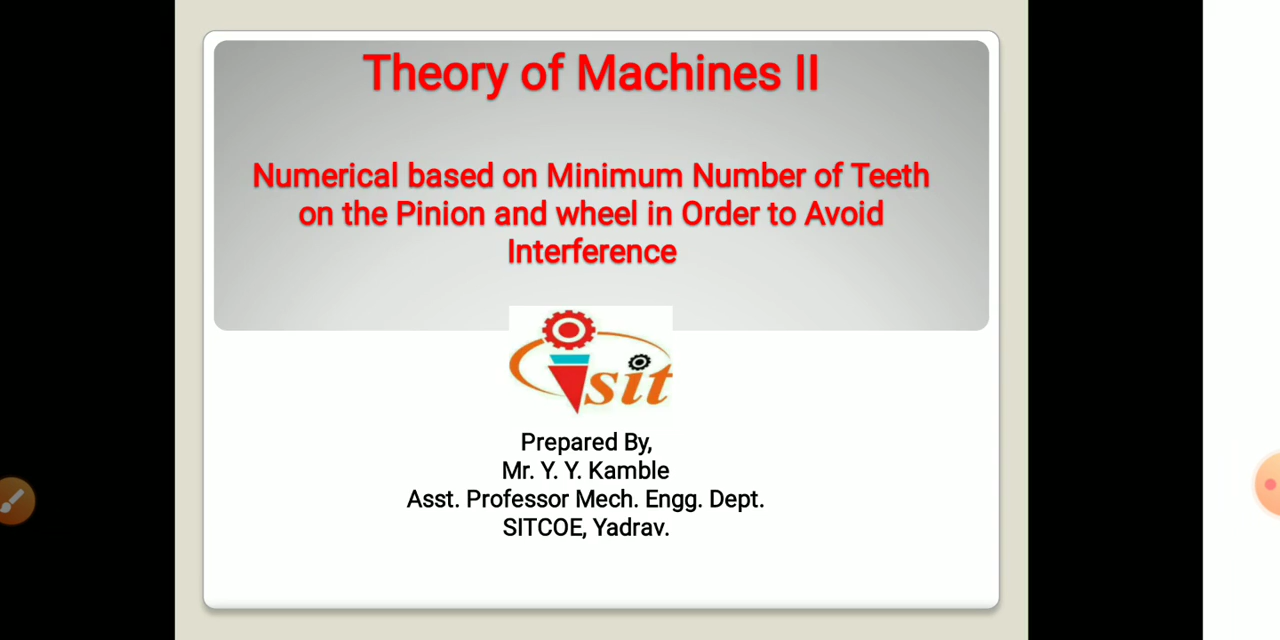 Theory of Machines II
Numerical based on Minimum Number of Teeth
on the Pinion and wheel in Order to Avoid
Interference
isit
Prepared By,
Mr. Y. Y. Kamble
Asst. Professor Mech. Engg. Dept.
SITCOE, Yadrav.